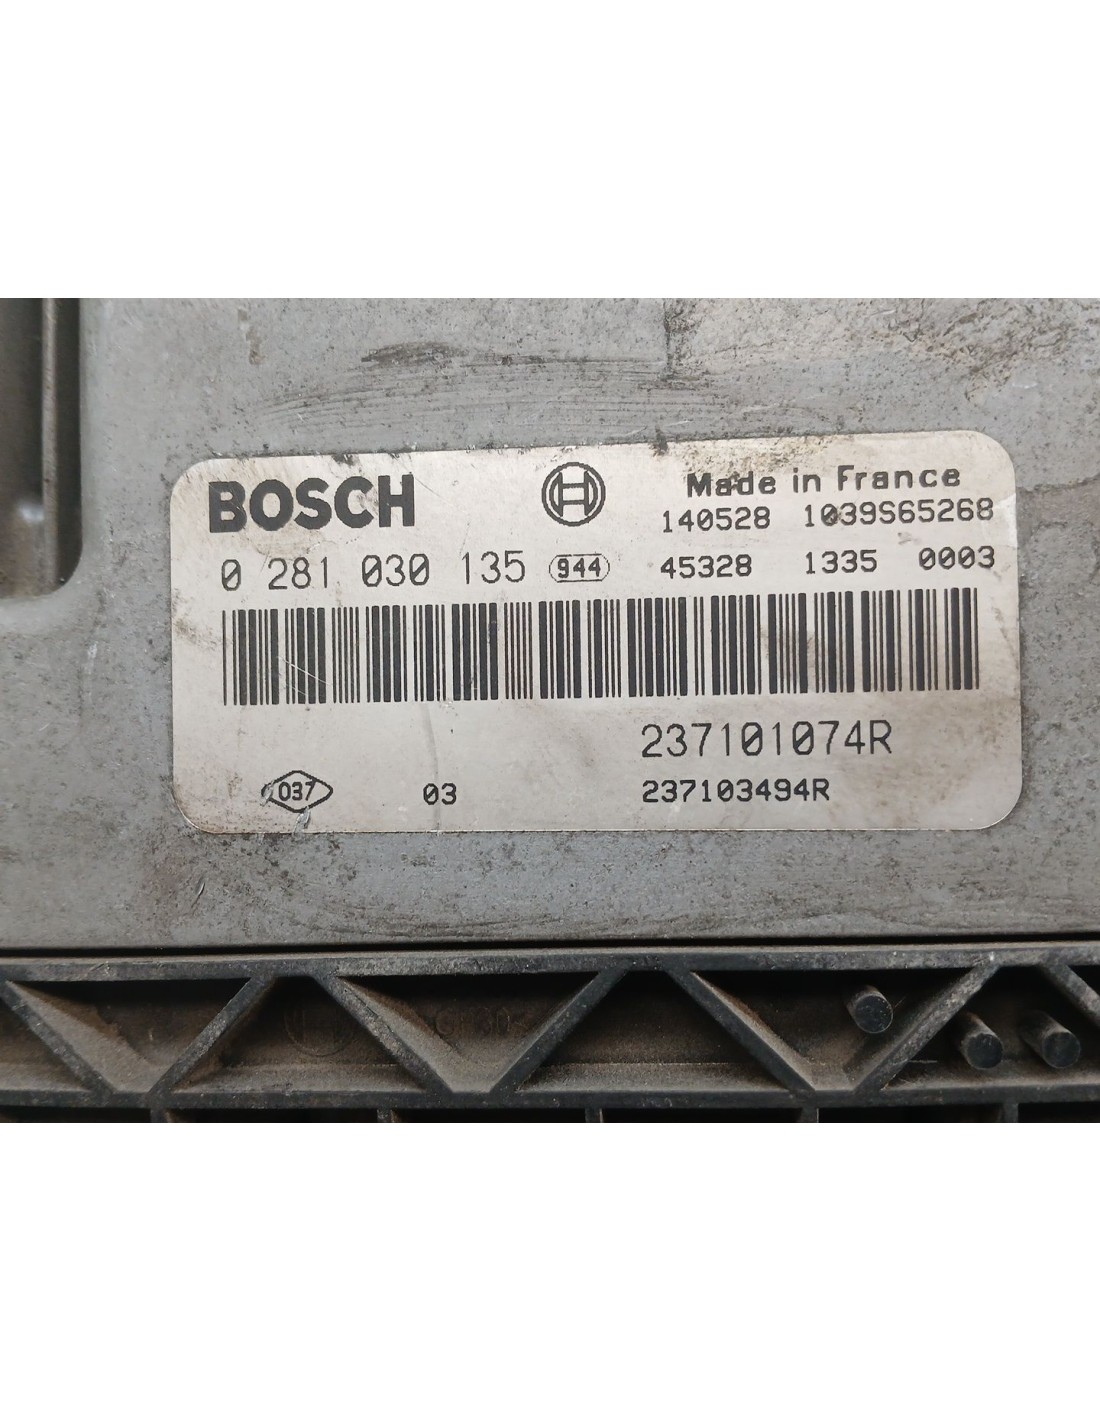 BOSCH
Made in France
140528 1039S65268
0 281 030 135 944 45328 1335 0003
237101074R
037 03 237103494R